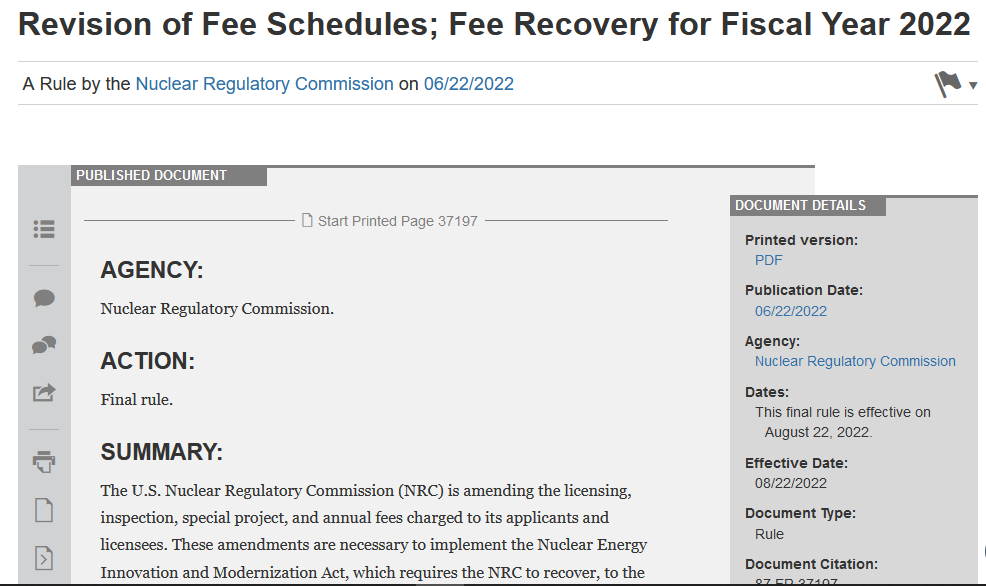 Revision of Fee Schedules; Fee Recovery for Fiscal Year 2022
A Rule by the Nuclear Regulatory Commission on 06/22/2022
PUBLISHED DOCUMENT
Start Printed Page 37197
AGENCY:
Nuclear Regulatory Commission.
ACTION:
Final rule.
SUMMARY:
The U.S. Nuclear Regulatory Commission (NRC) is amending the licensing,
inspection, special project, and annual fees charged to its applicants and
licensees. These amendments are necessary to implement the Nuclear Energy
Innovation and Modernization Act, which requires the NRC to recover, to the
DOCUMENT DETAILS
Printed version:
PDF
Publication Date:
06/22/2022
Agency:
Nuclear Regulatory Commission
Dates:
This final rule is effective on
August 22, 2022.
Effective Date:
08/22/2022
Document Type:
Rule
Document Citation:
87 FR 37197